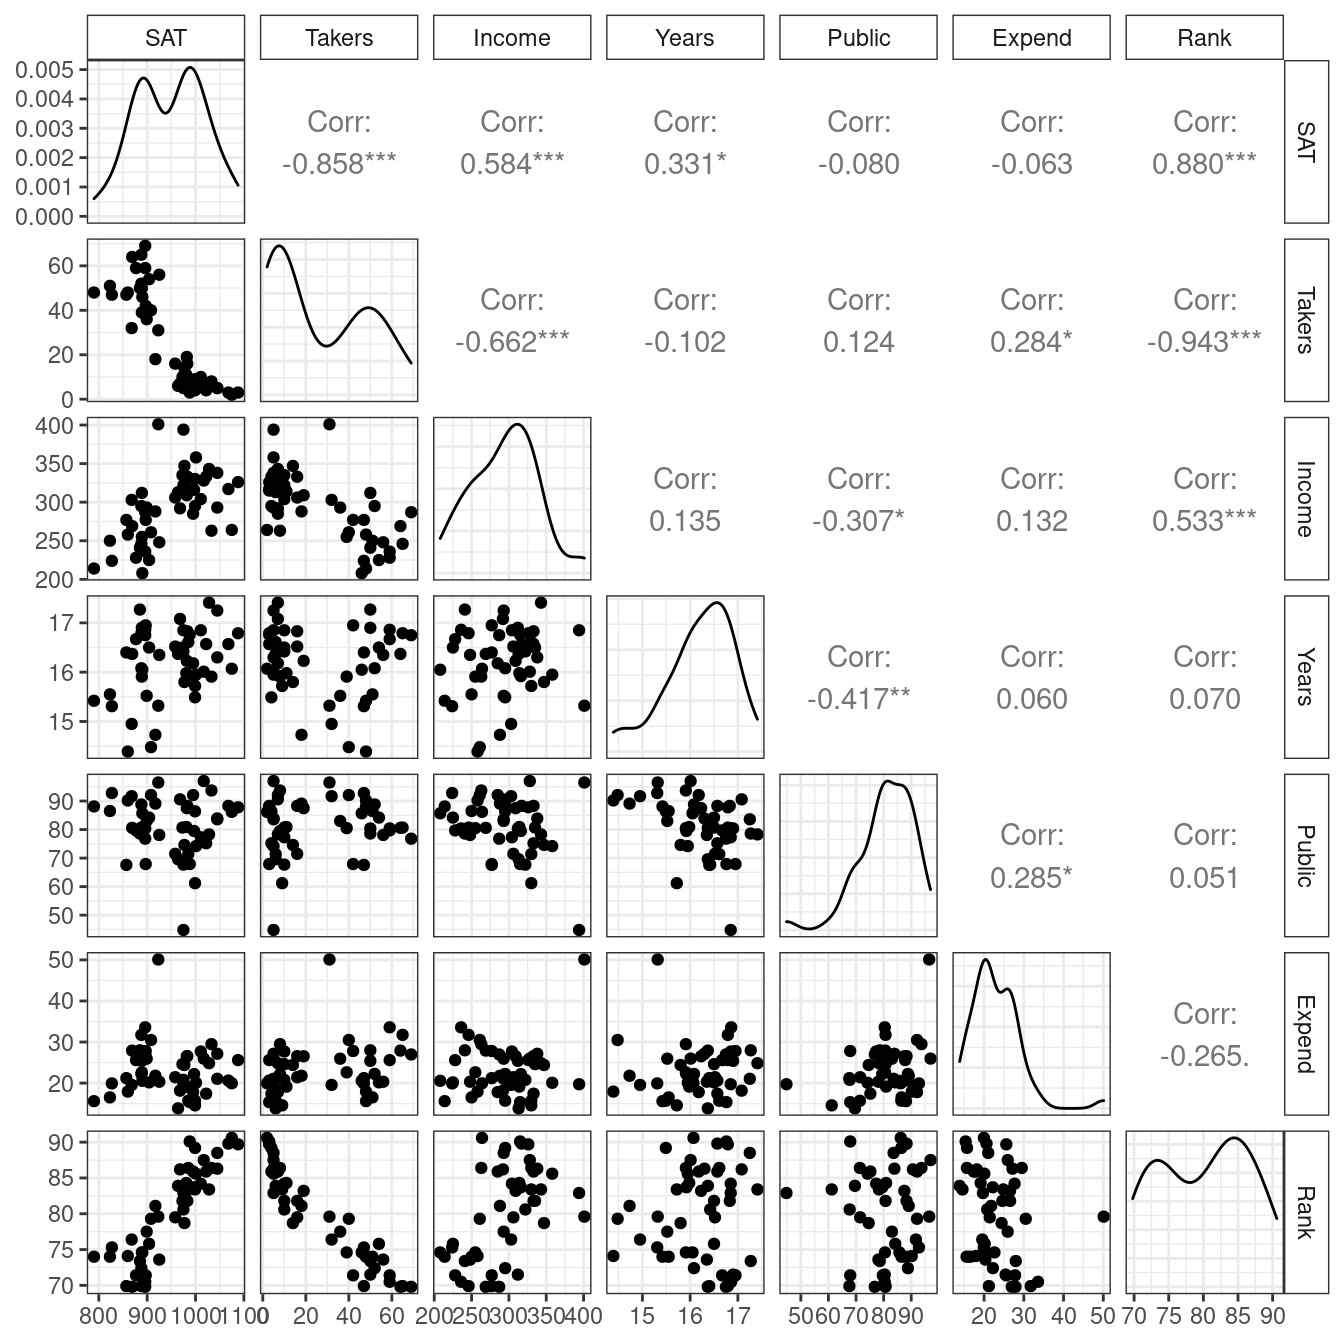 SAT Takers Income Years Public Expend Rank
0.005
0.004
0.003
0.002
0.001
0.000
Corr: Corr: Corr: Corr: Corr: Corr:
-0.858*** 0.584*** 0.331* -0.080 -0.063 0.880***
SAT
60
40
20
0
Corr: Corr: Corr: Corr: Corr:
-0.662*** -0.102 0.124 0.284* -0.943***
Takers
400
350
300
250
200
Corr: Corr: Corr: Corr:
0.135 -0.307* 0.132 0.533***
Income
17
16
15
Corr: Corr: Corr:
-0.417** 0.060 0.070
Years
90
80
70
60
50
Corr: Corr:
0.285* 0.051
Public
50
40
30
20
Corr:
-0.265.
Expend
90
85
80
75
70
Rank
800 900 1000 1100 0 20 40 60 200 250 300 350 400 15 16 17 50 60 70 80 90 20 30 40 50 70 75 80 85 90